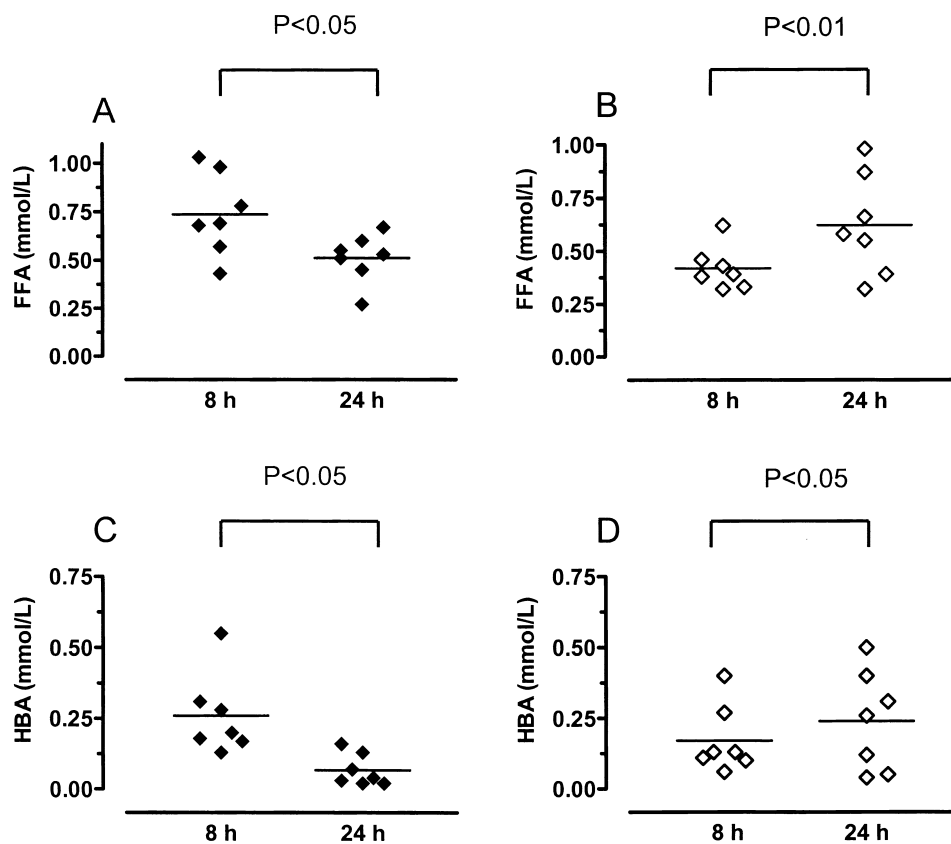 P<0.05
A
FFA (mmol/L)
1.00
0.75
0.50
0.25
0.00
8 h
24 h
P<0.01
B
FFA (mmol/L)
1.00
0.75
0.50
0.25
0.00
8 h
24 h
P<0.05
C
HBA (mmol/L)
0.75
0.50
0.25
0.00
8 h
24 h
P<0.05
D
HBA (mmol/L)
0.75
0.50
0.25
0.00
8 h
24 h